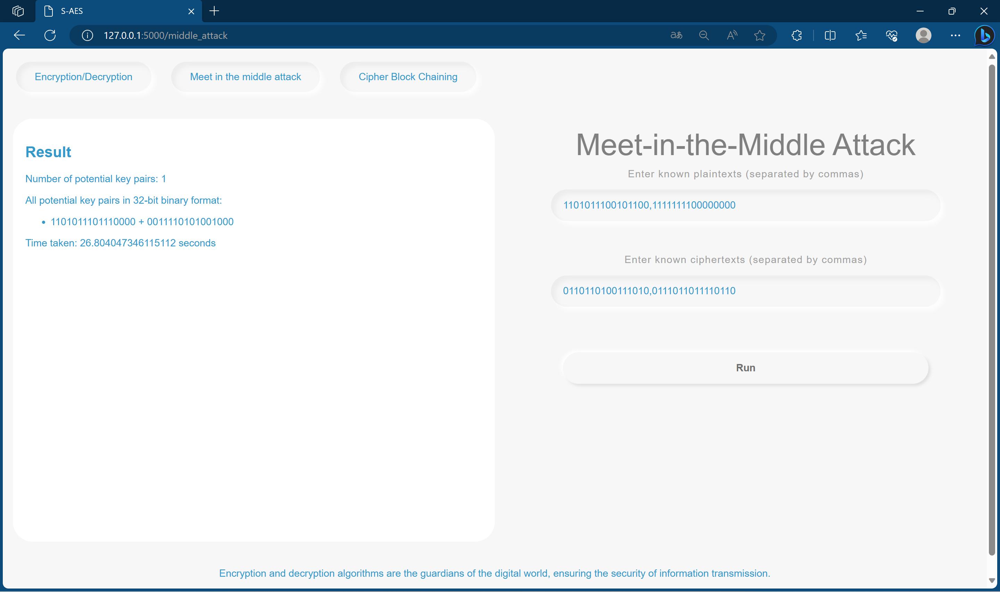 S-AES
127.0.0.1:5000/middle_attack
Encryption/Decryption
Meet in the middle attack
Cipher Block Chaining
Result
Number of potential key pairs: 1
All potential key pairs in 32-bit binary format:
• 1101011101110000 + 0011110101001000
Time taken: 26.804047346115112 seconds
Meet-in-the-Middle Attack
Enter known plaintexts (separated by commas)
1101011100101100,1111111100000000
Enter known ciphertexts (separated by commas)
0110110100111010,0111011011110110
Run
Encryption and decryption algorithms are the guardians of the digital world, ensuring the security of information transmission.